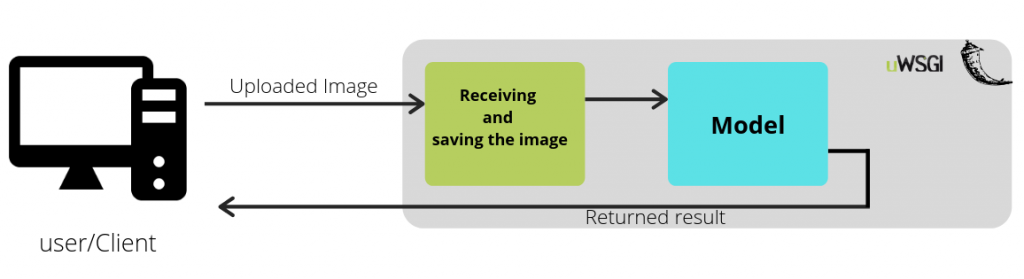 uWSGI
Uploaded Image
Receiving
and
saving the image
Model
Returned result
user/Client